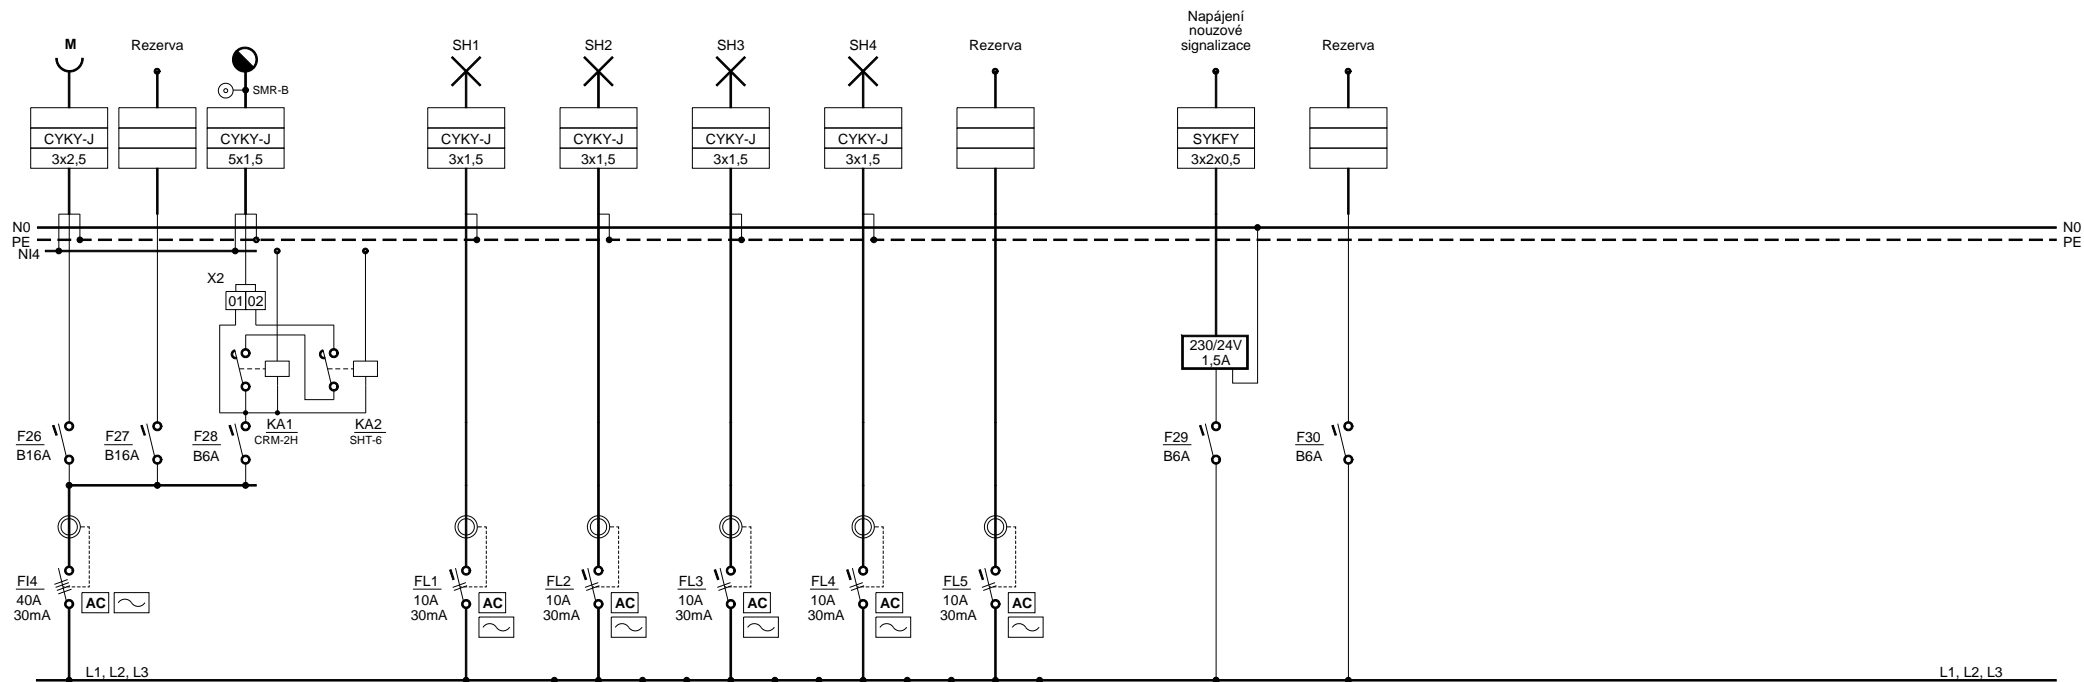 Napájení
nouzové
signalizace
M
Rezerva
SH1
SH2
SH3
SH4
Rezerva
Rezerva
SMR-B
CYKY-J
3x2,5
CYKY-J
5x1,5
CYKY-J
3x1,5
CYKY-J
3x1,5
CYKY-J
3x1,5
CYKY-J
3x1,5
SYKFY
3x2x0,5
N0
N0
PE
PE
NI4
X2
01 02
230/24V
1,5A
F26
B16A
F27
B16A
F28
B6A
KA1
CRM-2H
KA2
SHT-6
F29
B6A
F30
B6A
FI4
40A
30mA
AC
FL1
10A
30mA
AC
FL2
10A
30mA
AC
FL3
10A
30mA
AC
FL4
10A
30mA
AC
FL5
10A
30mA
AC
L1, L2, L3
L1, L2, L3